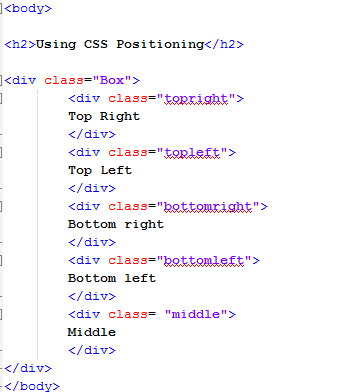 <body>
<h2>Using CSS Positioning</h2>
<div class="Box">
<div class="topright">
Top Right
</div>
<div class="topleft">
Top Left
</div>
<div class="bottomright">
Bottom right
</div>
<div class="bottomleft">
Bottom left
</div>
<div class= "middle">
Middle
</div>
</div>
</body>